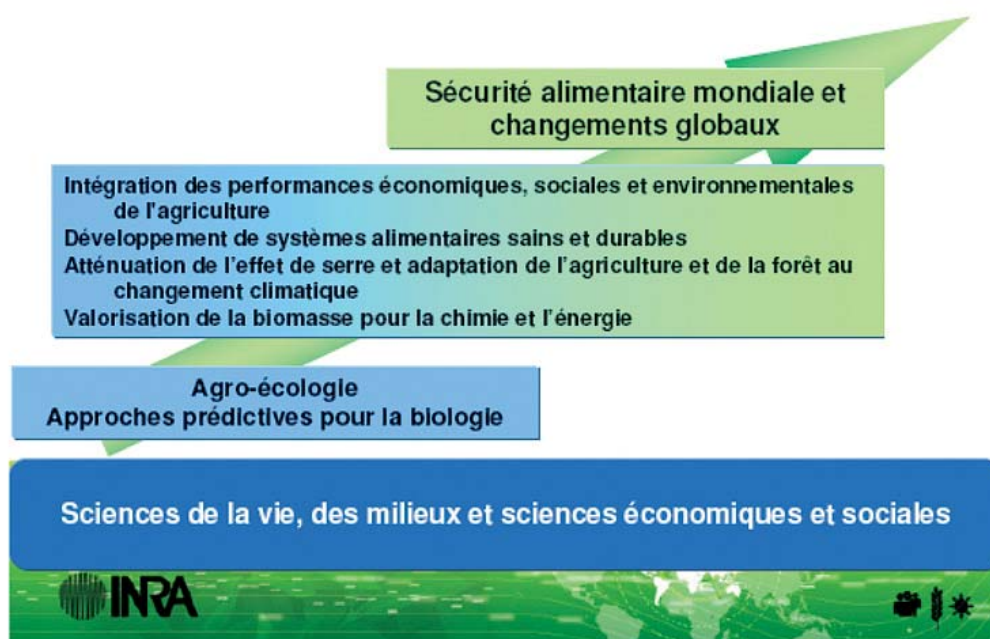 Sécurité alimentaire mondiale et
changements globaux
Intégration des performances économiques, sociales et environnementales
de l'agriculture
Développement de systèmes alimentaires sains et durables
Atténuation de l'effet de serre et adaptation de l'agriculture et de la forêt au
changement climatique
Valorisation de la biomasse pour la chimie et l'énergie
Agro-écologie
Approches prédictives pour la biologie
Sciences de la vie, des milieux et sciences économiques et sociales
INRA